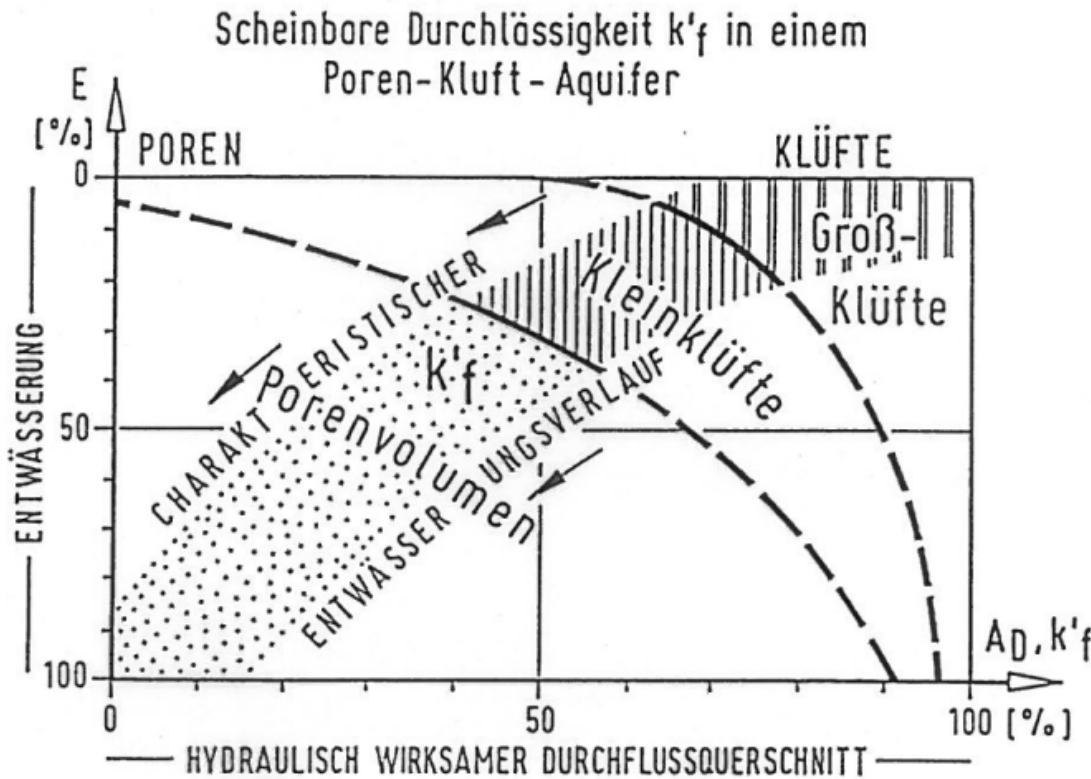 Scheinbare Durchlässigkeit k'f in einem
Poren-Kluft-Aquifer
E
[%]
POREN
KLÜFTE
0
Groß-
Klüfte
Kleinklüfte
CHARAKTERISTISCHER
k'f
Porenvolumen
ENTWÄSSERUNGSVERLAUF
50
ENTWÄSSERUNG
100
AD, k'f
0
50
100 [%]
HYDRAULISCH WIRKSAMER DURCHFLUSSQUERSCHNITT